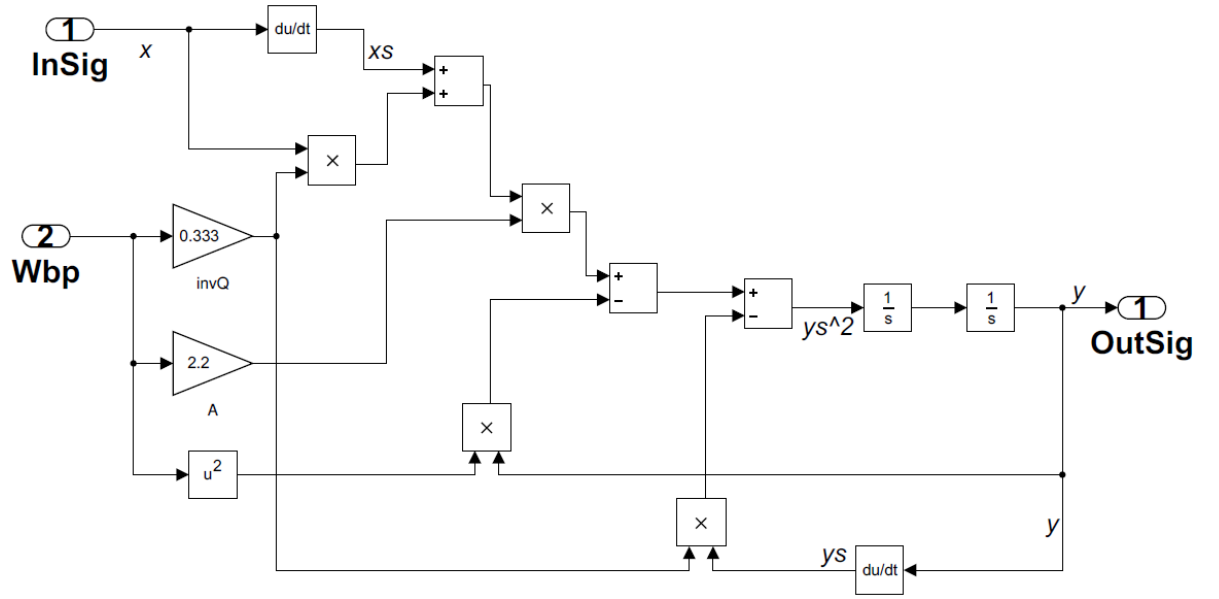 1
InSig
x
du/dt
xs
+
+
×
2
Wbp
0.333
invQ
×
2.2
A
+
−
+
−
ys^2
1
s
1
s
y
1
OutSig
×
u²
×
y
ys
du/dt